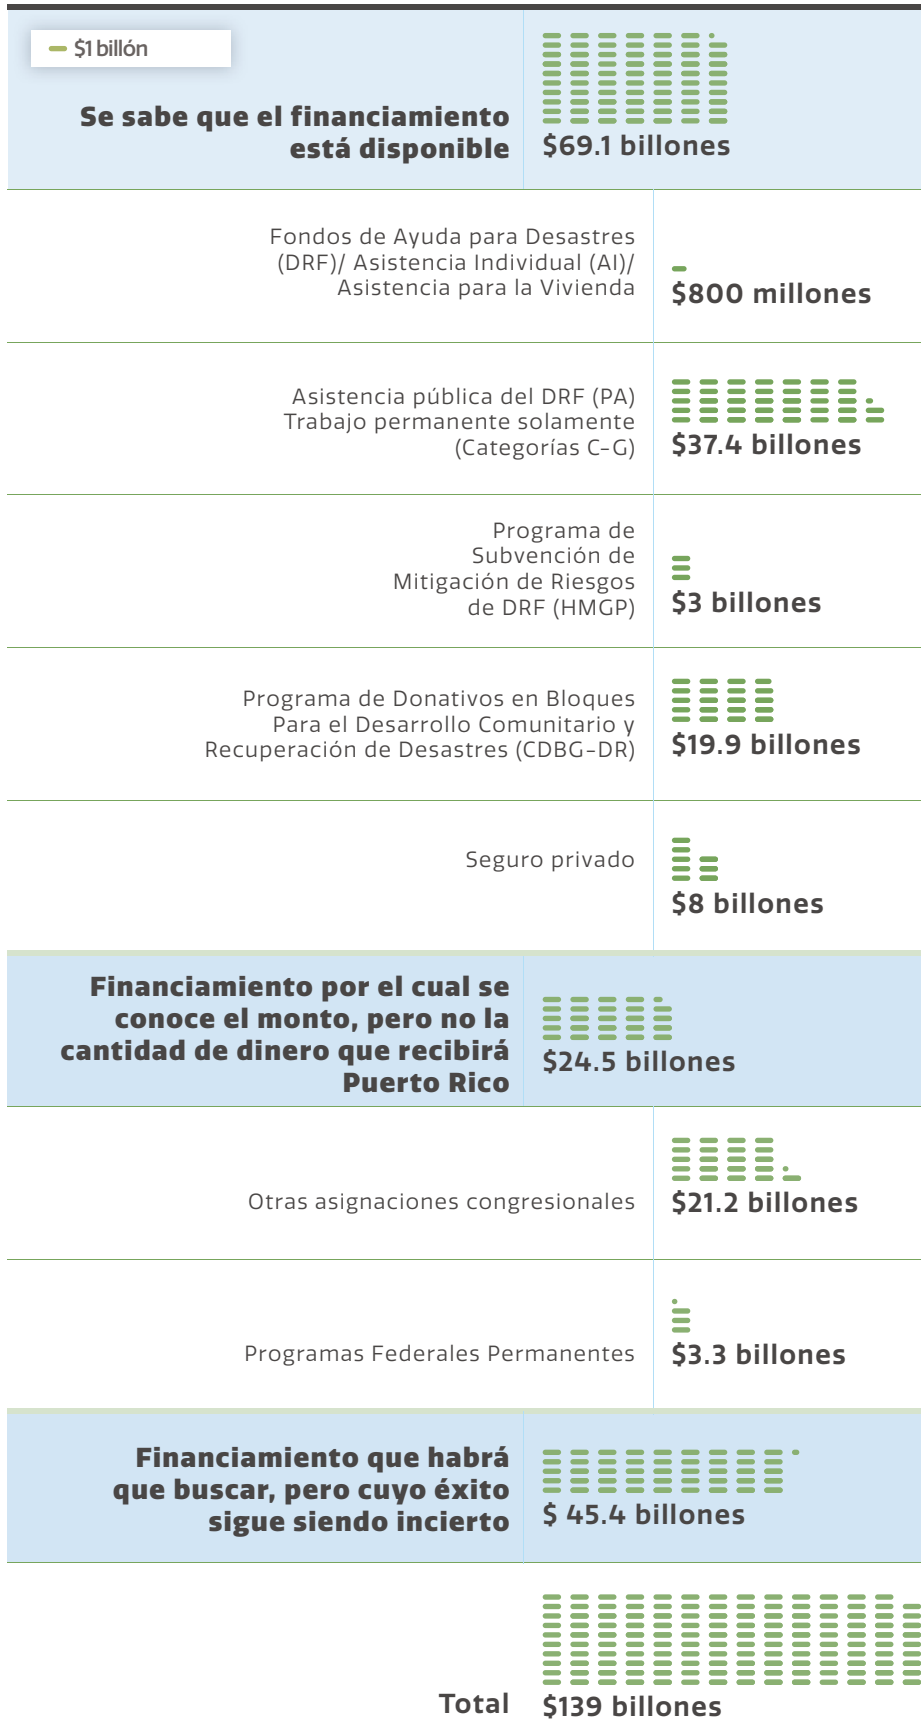 $1 billón
Se sabe que el financiamiento
está disponible
$69.1 billones
Fondos de Ayuda para Desastres
(DRF)/ Asistencia Individual (AI)/
Asistencia para la Vivienda
$800 millones
Asistencia pública del DRF (PA)
Trabajo permanente solamente
(Categorías C-G)
$37.4 billones
Programa de
Subvención de
Mitigación de Riesgos
de DRF (HMGP)
$3 billones
Programa de Donativos en Bloques
Para el Desarrollo Comunitario y
Recuperación de Desastres (CDBG-DR)
$19.9 billones
Seguro privado
$8 billones
Financiamiento por el cual se
conoce el monto, pero no la
cantidad de dinero que recibirá
Puerto Rico
$24.5 billones
Otras asignaciones congresionales
$21.2 billones
Programas Federales Permanentes
$3.3 billones
Financiamiento que habrá
que buscar, pero cuyo éxito
sigue siendo incierto
$ 45.4 billones
Total
$139 billones